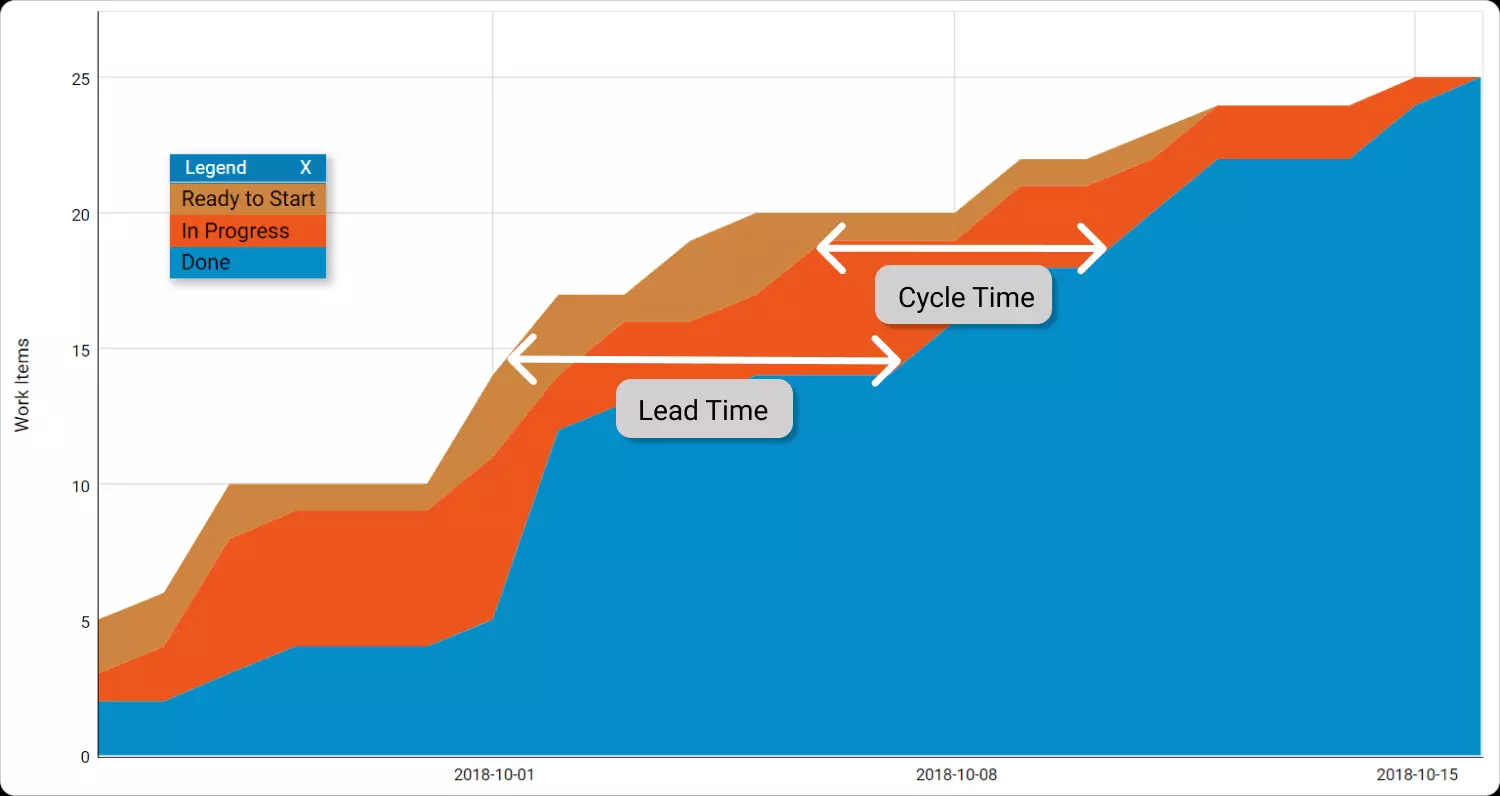 25
Legend X
Ready to Start
20
In Progress
Done
Cycle Time
Work Items
15
Lead Time
10
5
0
2018-10-01 2018-10-08 2018-10-15